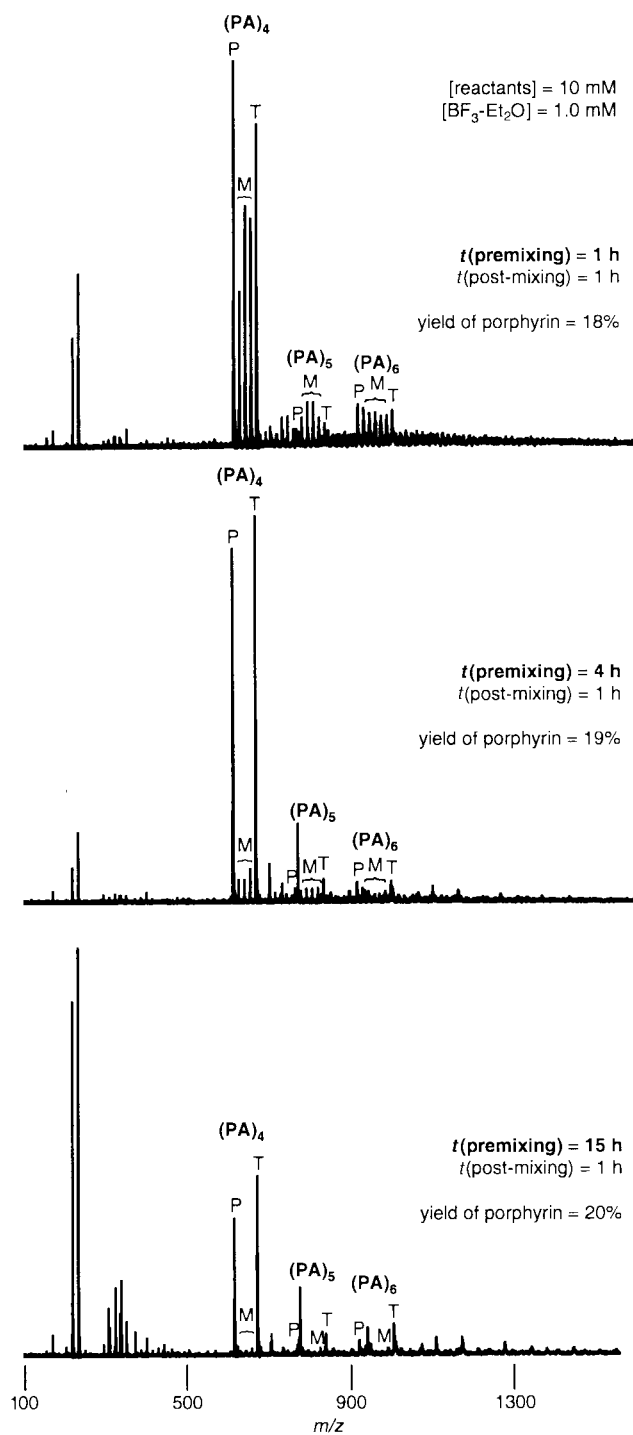 (PA)4
P
T
M
[reactants] = 10 mM
[BF3-Et2O] = 1.0 mM
t(premixing) = 1 h
t(post-mixing) = 1 h
yield of porphyrin = 18%
(PA)5
M
P
T
(PA)6
M
P
T
(PA)4
T
P
M
t(premixing) = 4 h
t(post-mixing) = 1 h
yield of porphyrin = 19%
(PA)5
P
M
T
(PA)6
P
M
T
(PA)4
T
P
M
t(premixing) = 15 h
t(post-mixing) = 1 h
yield of porphyrin = 20%
(PA)5
P
M
T
(PA)6
P
M
T
100 500 900 1300
m/z